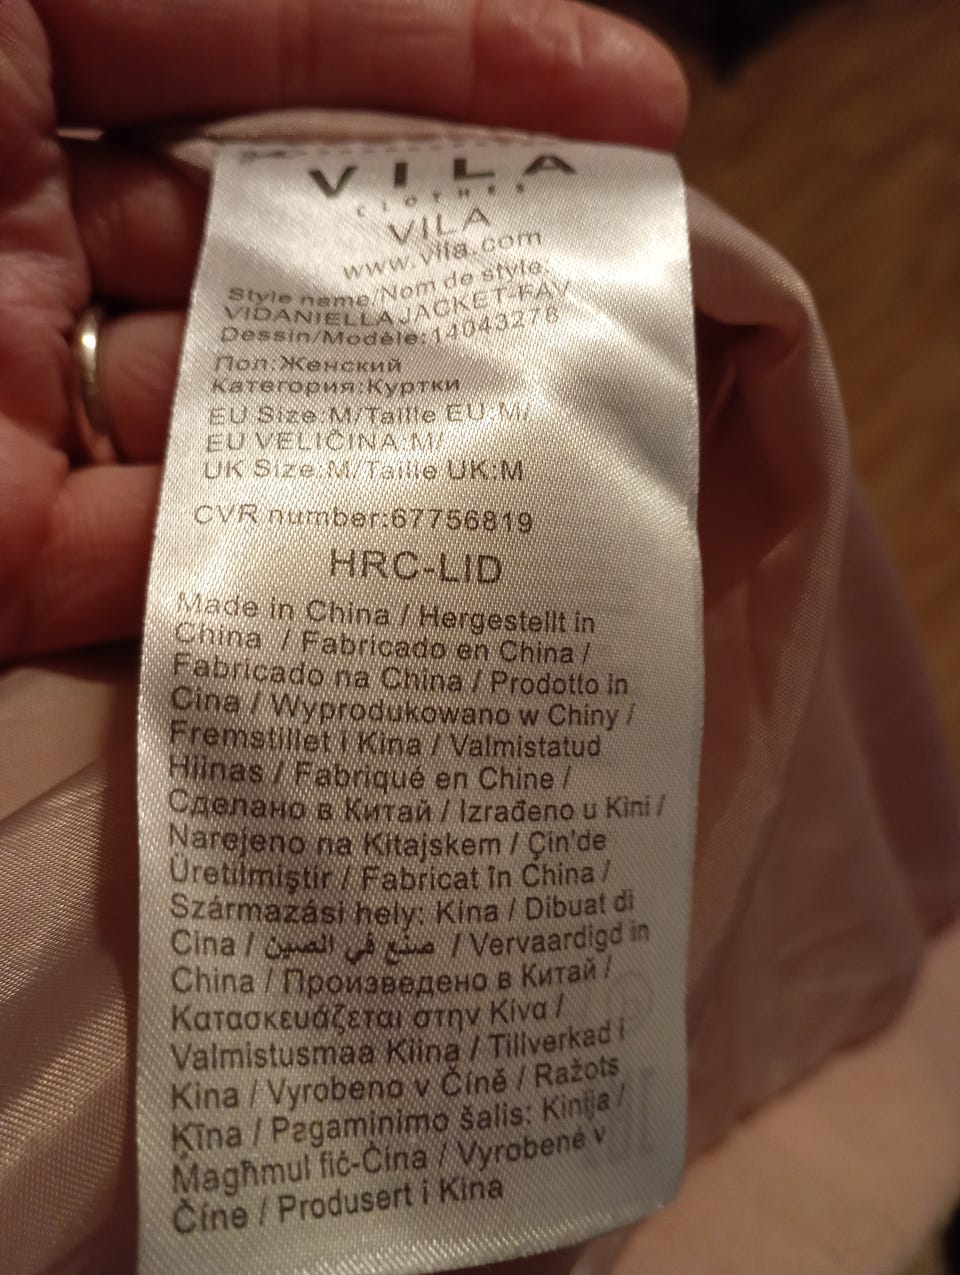 VILA
CLOTHES
VILA
www.vila.com
Style name/Nom de style:
VIDANIELLA JACKET-FAV
Dessin/Modèle:14043278
Пол:Женский
Категория:Куртки
EU Size:M/Taille EU:M/
EU VELIČINA:M/
UK Size:M/Taille UK:M
CVR number:67756819
HRC-LID
Made in China / Hergestellt in
China / Fabricado en China /
Fabricado na China / Prodotto in
Cina / Wyprodukowano w Chiny /
Fremstillet i Kina / Valmistatud
Hiinas / Fabriqué en Chine /
Сделано в Китай / Izrađeno u Kini /
Narejeno na Kitajskem / Çin'de
Üretilmiştir / Fabricat în China /
Származási hely: Kína / Dibuat di
Cina / صنع في الصين / Vervaardigd in
China / Произведено в Китай /
Κατασκευάζεται στην Κίνα /
Valmistusmaa Kiina / Tillverkad i
Kina / Vyrobeno v Číně / Ražots
Ķīna / Pagaminimo šalis: Kinija /
Magħmul fiċ-Ċina / Vyrobené v
Číne / Produsert i Kina